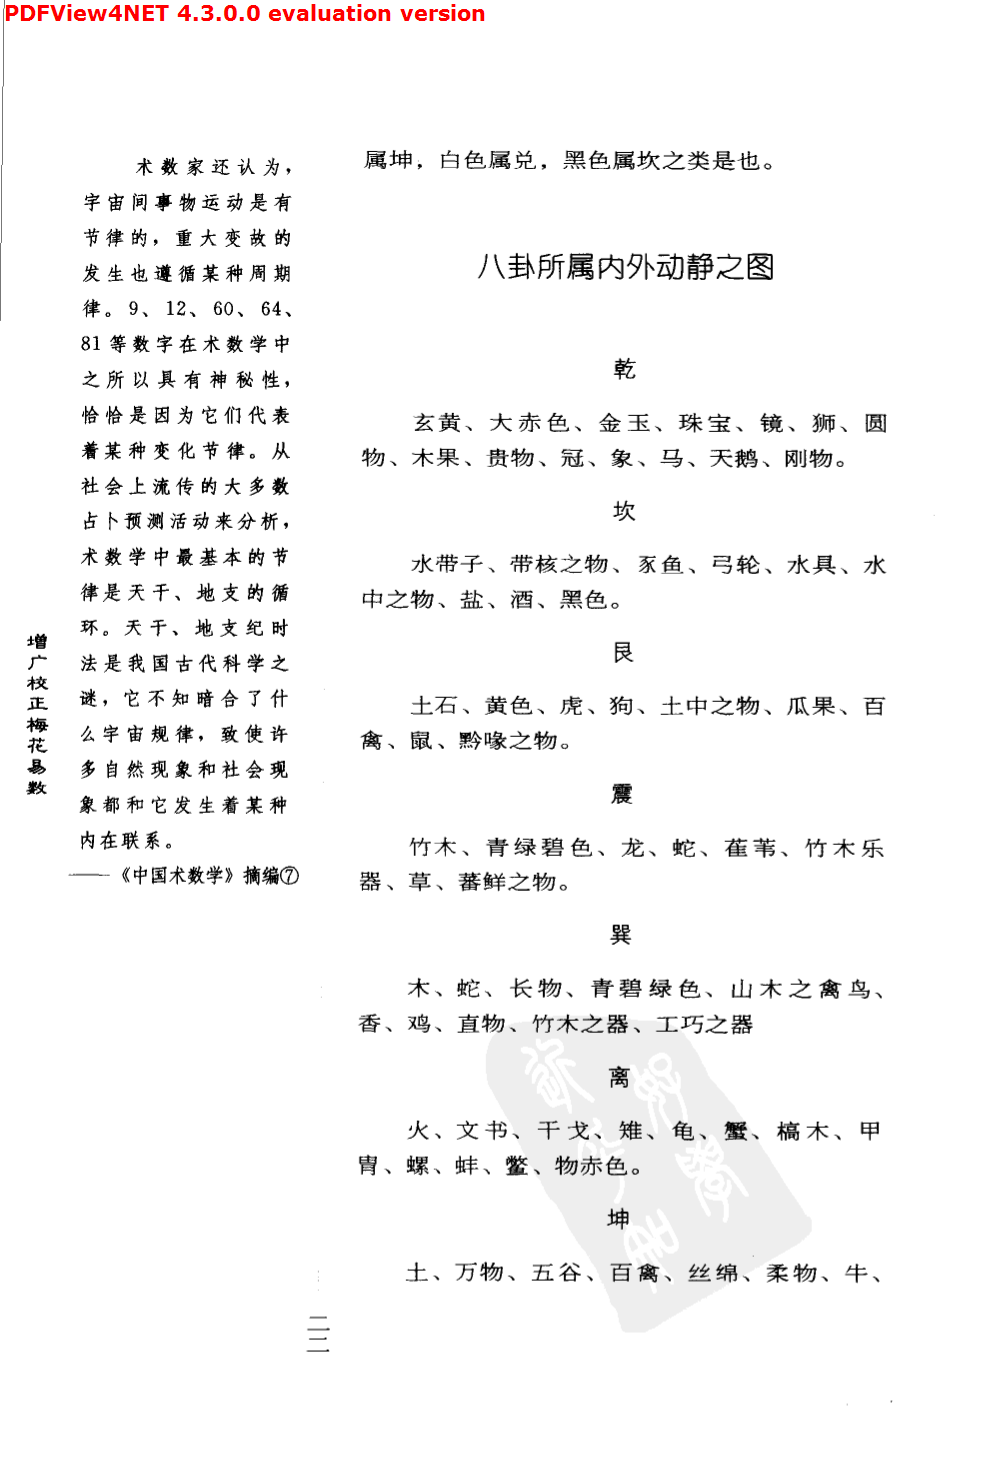 PDFView4NET 4.3.0.0 evaluation version
属坤，白色属兑，黑色属坎之类是也。
八卦所属内外动静之图
乾
玄黄、大赤色、金玉、珠宝、镜、狮、圆
物、木果、贵物、冠、象、马、天鹅、刚物。
坎
水带子、带核之物、豕鱼、弓轮、水具、水
中之物、盐、酒、黑色。
艮
土石、黄色、虎、狗、土中之物、瓜果、百
禽、鼠、黔喙之物。
震
竹木、青绿碧色、龙、蛇、萑苇、竹木乐
器、草、蕃鲜之物。
巽
木、蛇、长物、青碧绿色、山木之禽鸟、
香、鸡、直物、竹木之器、工巧之器
离
火、文书、干戈、雉、龟、蟹、槁木、甲
胄、螺、蚌、鳖、物赤色。
坤
土、万物、五谷、百禽、丝绵、柔物、牛、
术数家还认为，
宇宙间事物运动是有
节律的，重大变故的
发生也遵循某种周期
律。9、12、60、64、
81等数字在术数学中
之所以具有神秘性，
恰恰是因为它们代表
着某种变化节律。从
社会上流传的大多数
占卜预测活动来分析，
术数学中最基本的节
律是天干、地支的循
环。天干、地支纪时
法是我国古代科学之
谜，它不知暗合了什
么宇宙规律，致使许
多自然现象和社会现
象都和它发生着某种
内在联系。
——《中国术数学》摘编⑦
增广校正梅花易数
二二